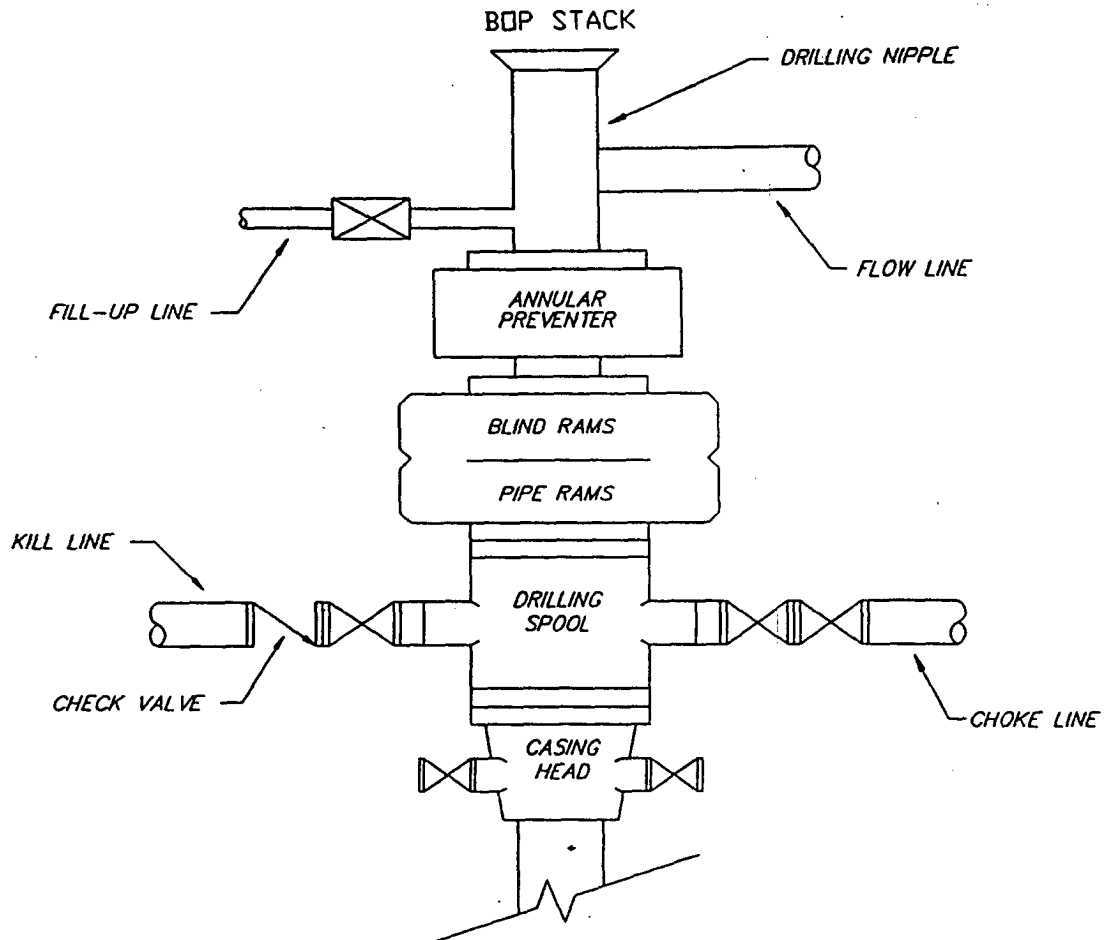 BOP STACK
DRILLING NIPPLE
FLOW LINE
FILL-UP LINE
ANNULAR
PREVENTER
BLIND RAMS
PIPE RAMS
KILL LINE
DRILLING
SPOOL
CHECK VALVE
CHOKE LINE
CASING
HEAD